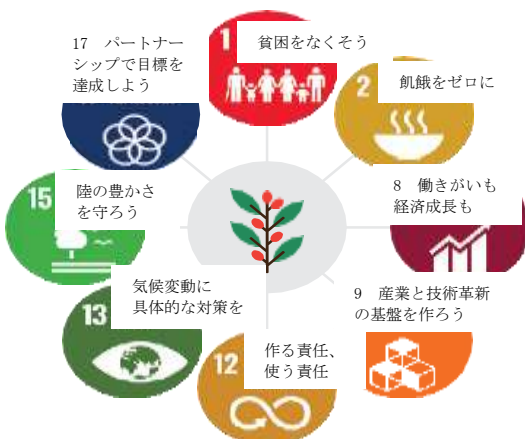 1
貧困をなくそう
2
飢餓をゼロに
8　働きがいも
経済成長も
9　産業と技術革新
の基盤を作ろう
12
作る責任、
使う責任
13
気候変動に
具体的な対策を
15
陸の豊かさ
を守ろう
17　パートナー
シップで目標を
達成しよう